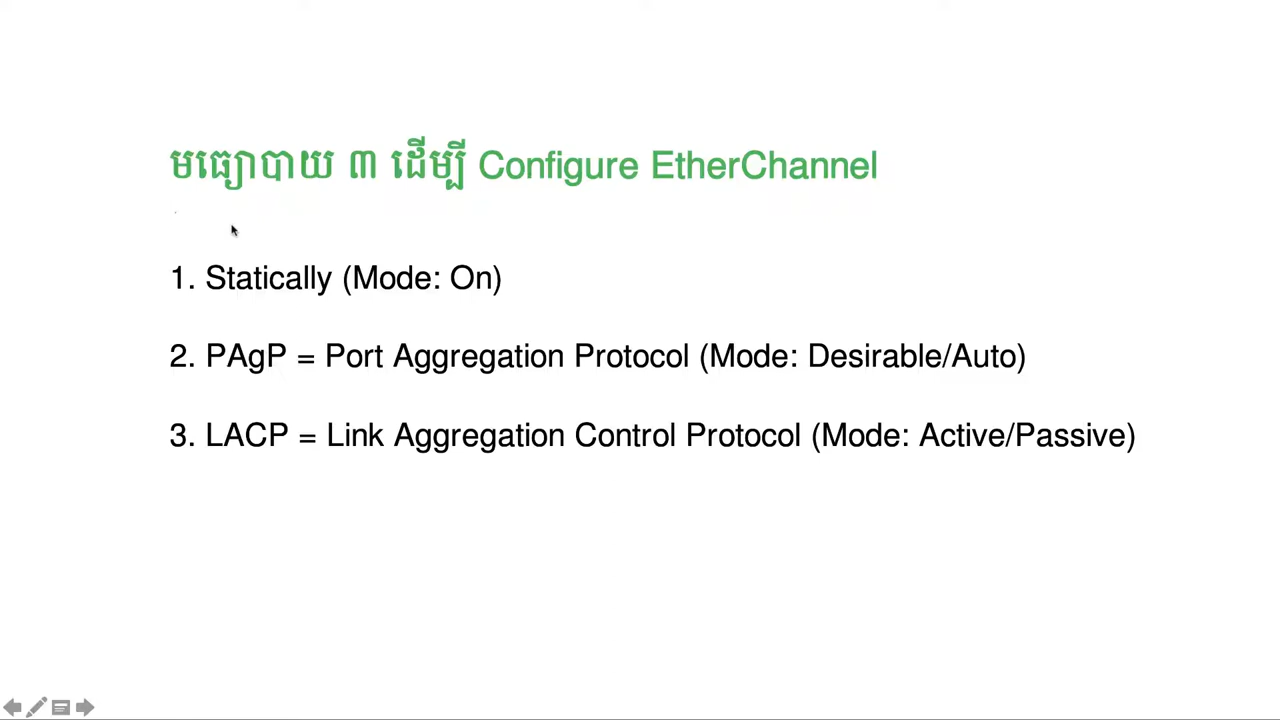 មធ្យោបាយ ៣ ដើម្បី Configure EtherChannel
1. Statically (Mode: On)
2. PAgP = Port Aggregation Protocol (Mode: Desirable/Auto)
3. LACP = Link Aggregation Control Protocol (Mode: Active/Passive)